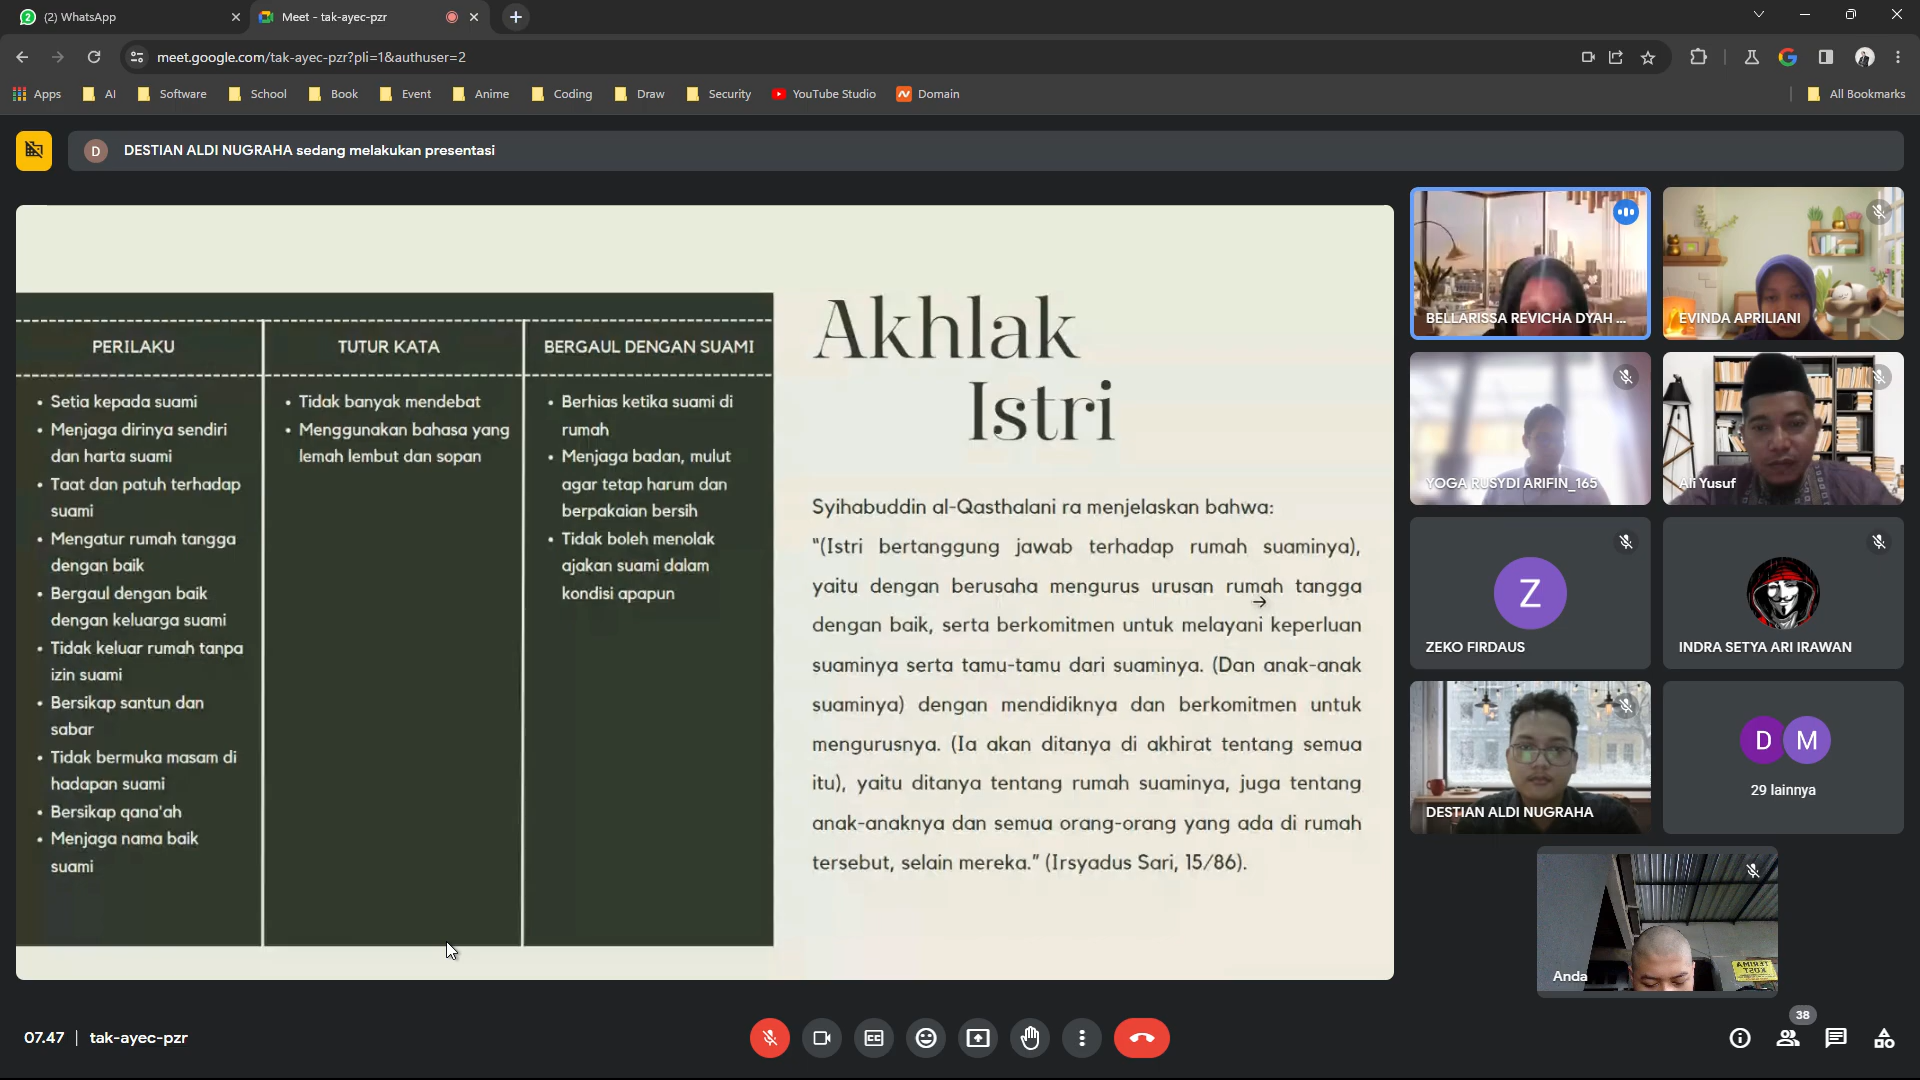 (2) WhatsApp
Meet - tak-ayec-pzr
meet.google.com/tak-ayec-pzr?pli=1&authuser=2
Apps
AI
Software
School
Book
Event
Anime
Coding
Draw
Security
YouTube Studio
Domain
All Bookmarks
D
DESTIAN ALDI NUGRAHA sedang melakukan presentasi
PERILAKU
• Setia kepada suami
• Menjaga dirinya sendiri
dan harta suami
• Taat dan patuh terhadap
suami
• Mengatur rumah tangga
dengan baik
• Bergaul dengan baik
dengan keluarga suami
• Tidak keluar rumah tanpa
izin suami
• Bersikap santun dan
sabar
• Tidak bermuka masam di
hadapan suami
• Bersikap qana'ah
• Menjaga nama baik
suami
TUTUR KATA
• Tidak banyak mendebat
• Menggunakan bahasa yang
lemah lembut dan sopan
BERGAUL DENGAN SUAMI
• Berhias ketika suami di
rumah
• Menjaga badan, mulut
agar tetap harum dan
berpakaian bersih
• Tidak boleh menolak
ajakan suami dalam
kondisi apapun
Akhlak
Istri
Syihabuddin al-Qasthalani ra menjelaskan bahwa:
"(Istri bertanggung jawab terhadap rumah suaminya),
yaitu dengan berusaha mengurus urusan rumah tangga
dengan baik, serta berkomitmen untuk melayani keperluan
suaminya serta tamu-tamu dari suaminya. (Dan anak-anak
suaminya) dengan mendidiknya dan berkomitmen untuk
mengurusnya. (Ia akan ditanya di akhirat tentang semua
itu), yaitu ditanya tentang rumah suaminya, juga tentang
anak-anaknya dan semua orang-orang yang ada di rumah
tersebut, selain mereka." (Irsyadus Sari, 15/86).
BELLARISSA REVICHA DYAH ...
EVINDA APRILIANI
YOGA RUSYDI ARIFIN_165
Ali Yusuf
Z
ZEKO FIRDAUS
INDRA SETYA ARI IRAWAN
DESTIAN ALDI NUGRAHA
D M
29 lainnya
TERIMA
KOST
Anda
07.47 | tak-ayec-pzr
38